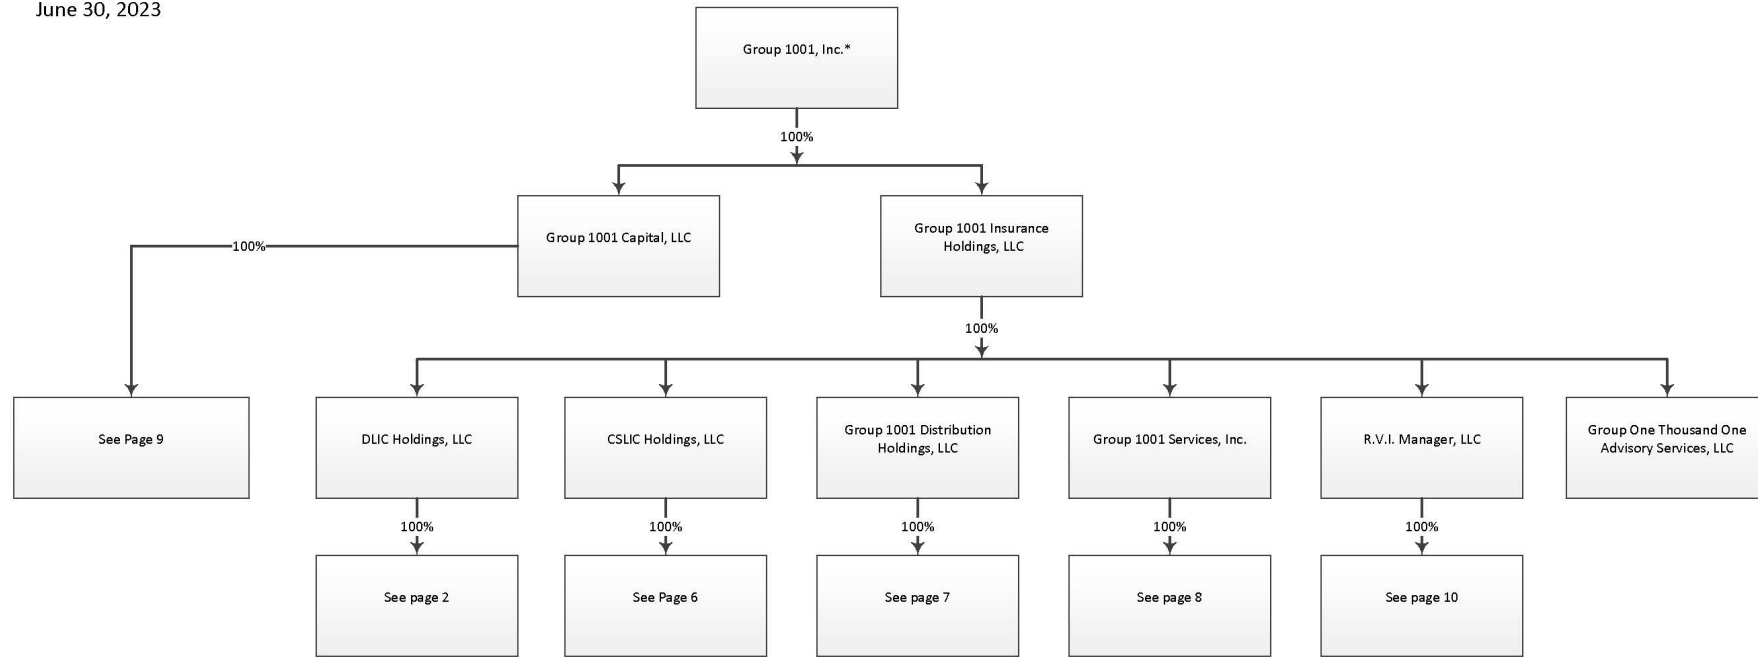 June 30, 2023
Group 1001, Inc.*
100%
Group 1001 Capital, LLC
Group 1001 Insurance
Holdings, LLC
100%
100%
See Page 9
DLIC Holdings, LLC
CSLIC Holdings, LLC
Group 1001 Distribution
Holdings, LLC
Group 1001 Services, Inc.
R.V.I. Manager, LLC
Group One Thousand One
Advisory Services, LLC
100%
100%
100%
100%
100%
See page 2
See Page 6
See page 7
See page 8
See page 10